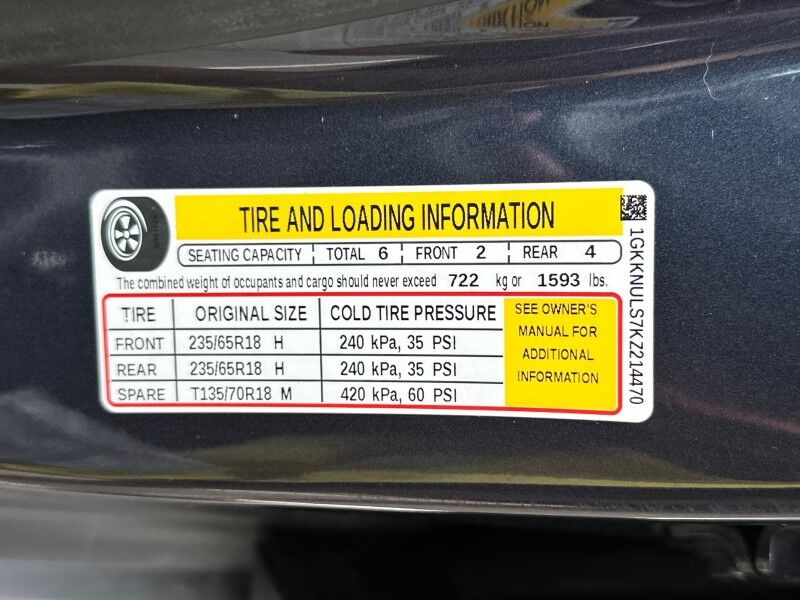 TIRE AND LOADING INFORMATION
SEATING CAPACITY TOTAL 6 FRONT 2 REAR 4
The combined weight of occupants and cargo should never exceed 722 kg or 1593 lbs.
TIRE ORIGINAL SIZE COLD TIRE PRESSURE
FRONT 235/65R18 H 240 kPa, 35 PSI
REAR 235/65R18 H 240 kPa, 35 PSI
SPARE T135/70R18 M 420 kPa, 60 PSI
SEE OWNER'S
MANUAL FOR
ADDITIONAL
INFORMATION
1GKKNULS7KZ214470